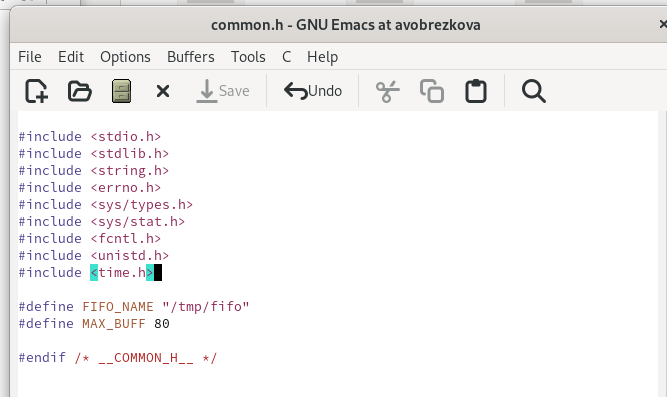 common.h - GNU Emacs at avobrezkova
File Edit Options Buffers Tools C Help
Save Undo
#include <stdio.h>
#include <stdlib.h>
#include <string.h>
#include <errno.h>
#include <sys/types.h>
#include <sys/stat.h>
#include <fcntl.h>
#include <unistd.h>
#include <time.h>
#define FIFO_NAME "/tmp/fifo"
#define MAX_BUFF 80
#endif /* __COMMON_H__ */